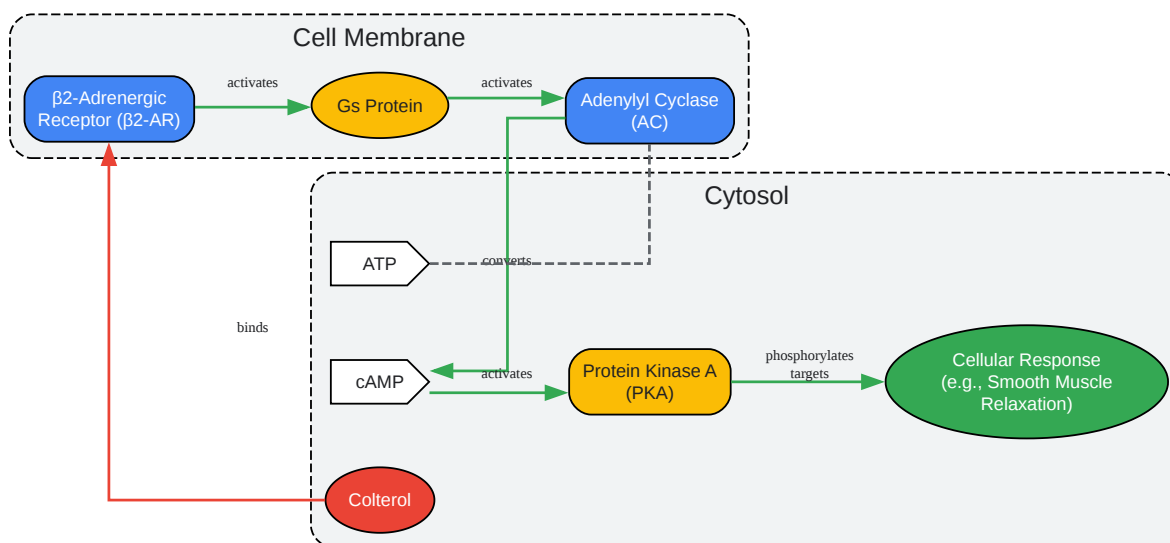 Cell Membrane
β2-Adrenergic
Receptor (β2-AR)
activates
Gs Protein
activates
Adenylyl Cyclase
(AC)
Cytosol
ATP
converts
binds
cAMP
activates
Protein Kinase A
(PKA)
phosphorylates
targets
Cellular Response
(e.g., Smooth Muscle
Relaxation)
Colterol